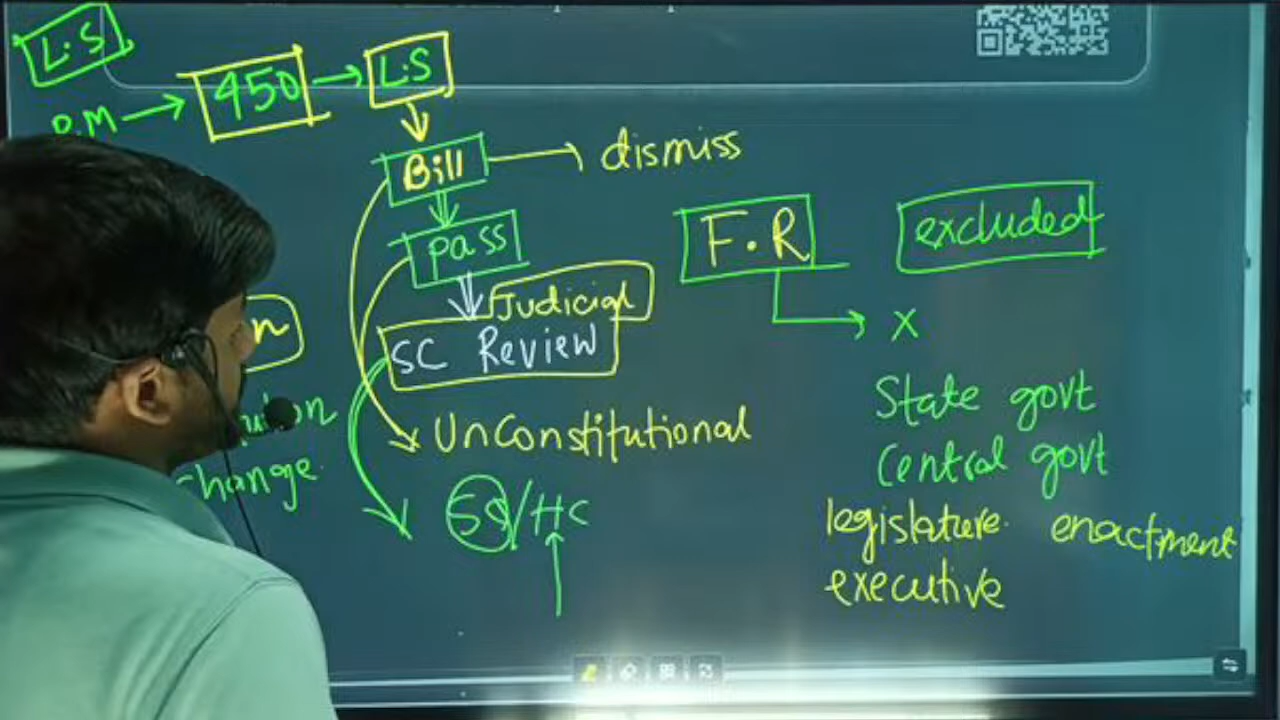 L.S
P.M → 450 → L.S
Bill → dismiss
pass
F.R
excluded
Judicial
SC Review
x
State govt
Central govt
Unconstitutional
change.
SC/HC
legislature. enactment
executive